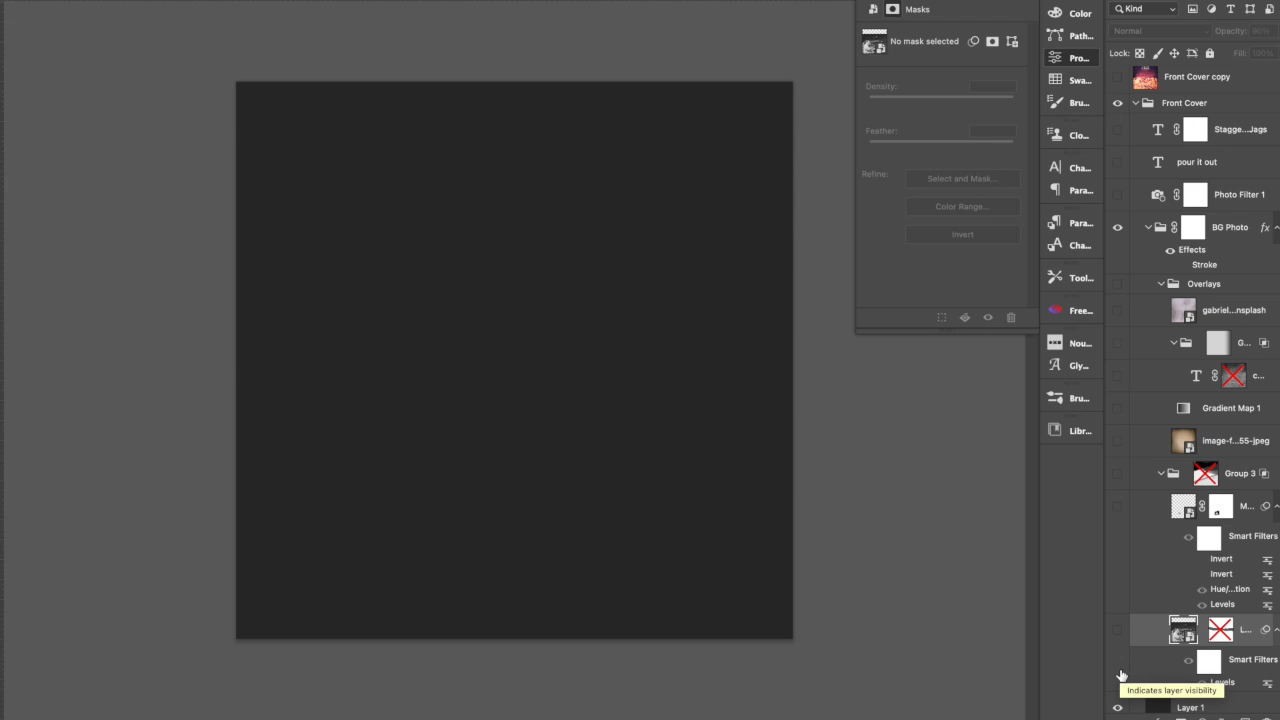 Masks
No mask selected
Density:
Feather:
Refine:
Select and Mask...
Color Range...
Invert
Color
Path...
Pro...
Swa...
Bru...
Clo...
Cha...
Para...
Para...
Cha...
Tool...
Free...
Nou...
Gly...
Bru...
Libr...
Kind
Normal
Opacity: 90%
Lock:
Fill: 100%
Front Cover copy
Front Cover
Stagge...Jags
pour it out
Photo Filter 1
BG Photo fx
Effects
Stroke
Overlays
gabriel...nsplash
G...
c...
Gradient Map 1
image-f...55-jpeg
Group 3
M...
Smart Filters
Invert
Invert
Hue/...tion
Levels
L...
Smart Filters
Levels
Indicates layer visibility
Layer 1